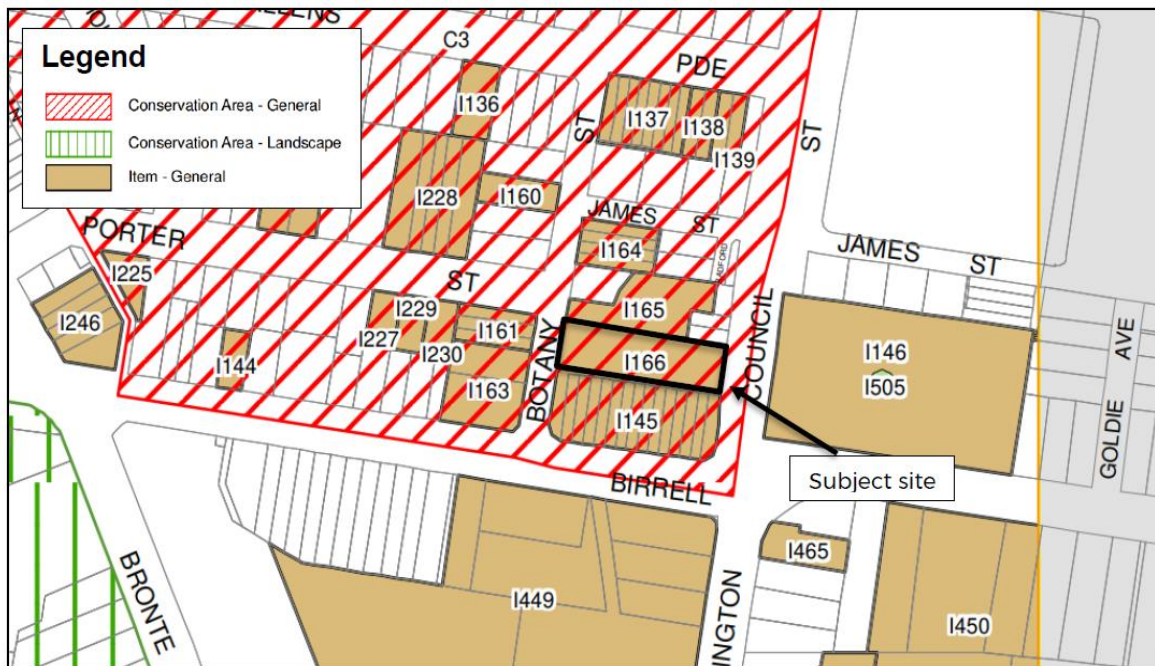 Legend
Conservation Area - General
Conservation Area - Landscape
Item - General
C3
PDE
I136
ST
I137
I138
I139
ST
I228
I160
JAMES
ST
I164
PORTER
I225
ST
JAMES
ST
I246
I229
I227
I161
I230
I165
I144
I163
BOTANY
I166
COUNCIL
I146
I505
AVE
GOLDIE
I145
Subject site
BIRRELL
I465
BRONTE
I449
INGTON
I450